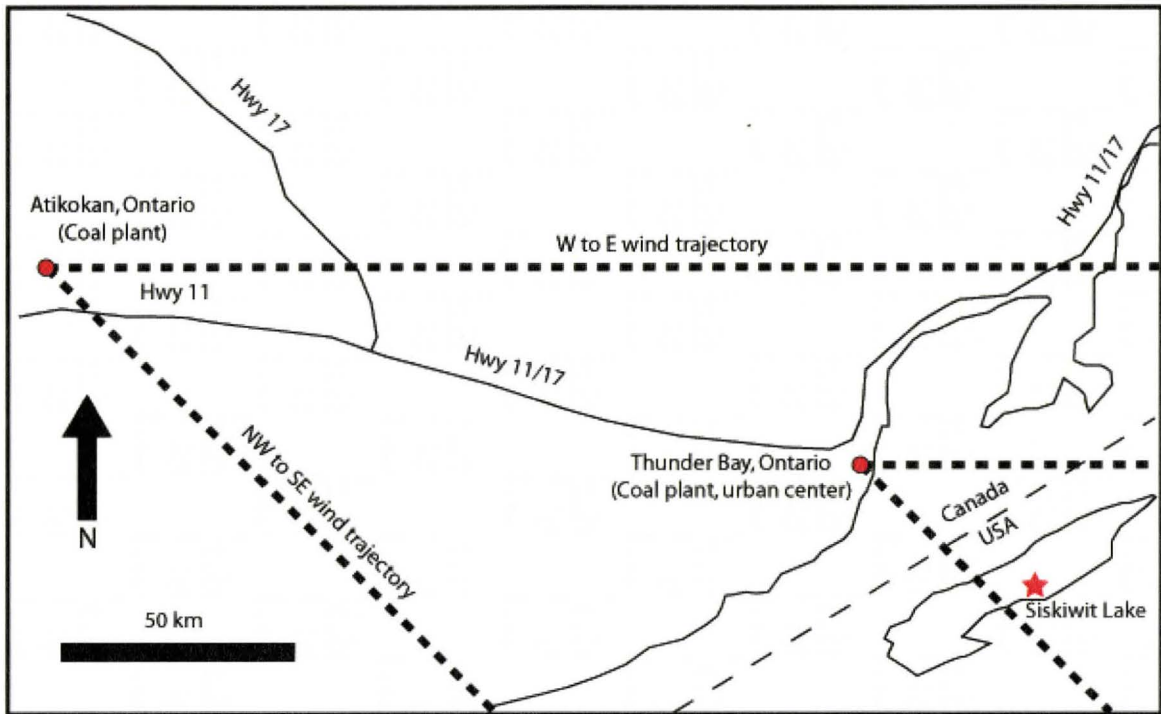 Hwy 17
Hwy 11/17
Atikokan, Ontario
(Coal plant)
W to E wind trajectory
Hwy 11
Hwy 11/17
NW to SE wind trajectory
Thunder Bay, Ontario
(Coal plant, urban center)
Canada
USA
N
Siskiwit Lake
50 km